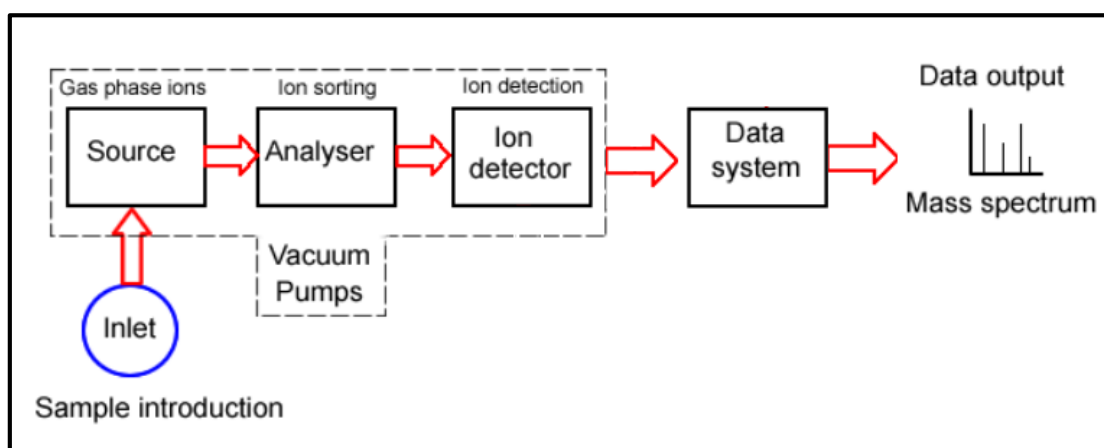 Gas phase ions
Ion sorting
Ion detection
Source
Analyser
Ion
detector
Data
system
Data output
Mass spectrum
Vacuum
Pumps
Inlet
Sample introduction